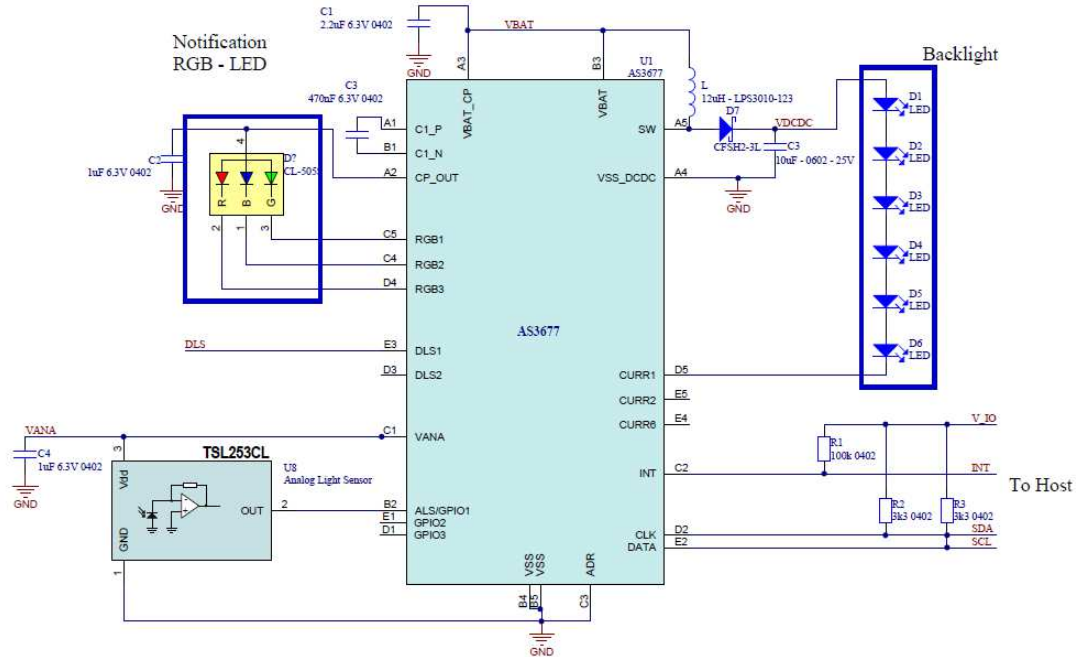 C1
2.2uF 6.3V 0402
VBAT
GND
Notification
RGB - LED
C3
470nF 6.3V 0402
A3
B3
U1
AS3677
Backlight
L
12uH - LPS3010-123
VBAT_CP
VBAT
D7
CFSH2-3L
VDCDC
C3
10uF - 0602 - 25V
GND
A1
C1_P
B1
C1_N
A2
CP_OUT
SW
A5
VSS_DCDC
A4
D1
LED
D2
LED
D3
LED
D4
LED
D5
LED
D6
LED
C2
1uF 6.3V 0402
GND
4
D?
CL-505S
R
B
G
2
1
3
C5
RGB1
C4
RGB2
D4
RGB3
AS3677
DLS
E3
DLS1
D3
DLS2
CURR1
D5
CURR2
E5
CURR6
E4
VANA
C1
VANA
C4
1uF 6.3V 0402
GND
3
TSL253CL
U8
Analog Light Sensor
Vdd
OUT
2
GND
1
B2
ALS/GPIO1
E1
GPIO2
D1
GPIO3
V_IO
R1
100k 0402
INT
C2
INT
To Host
R2
3k3 0402
R3
3k3 0402
CLK
D2
SDA
DATA
E2
SCL
VSS
VSS
ADR
B4
B5
C3
GND